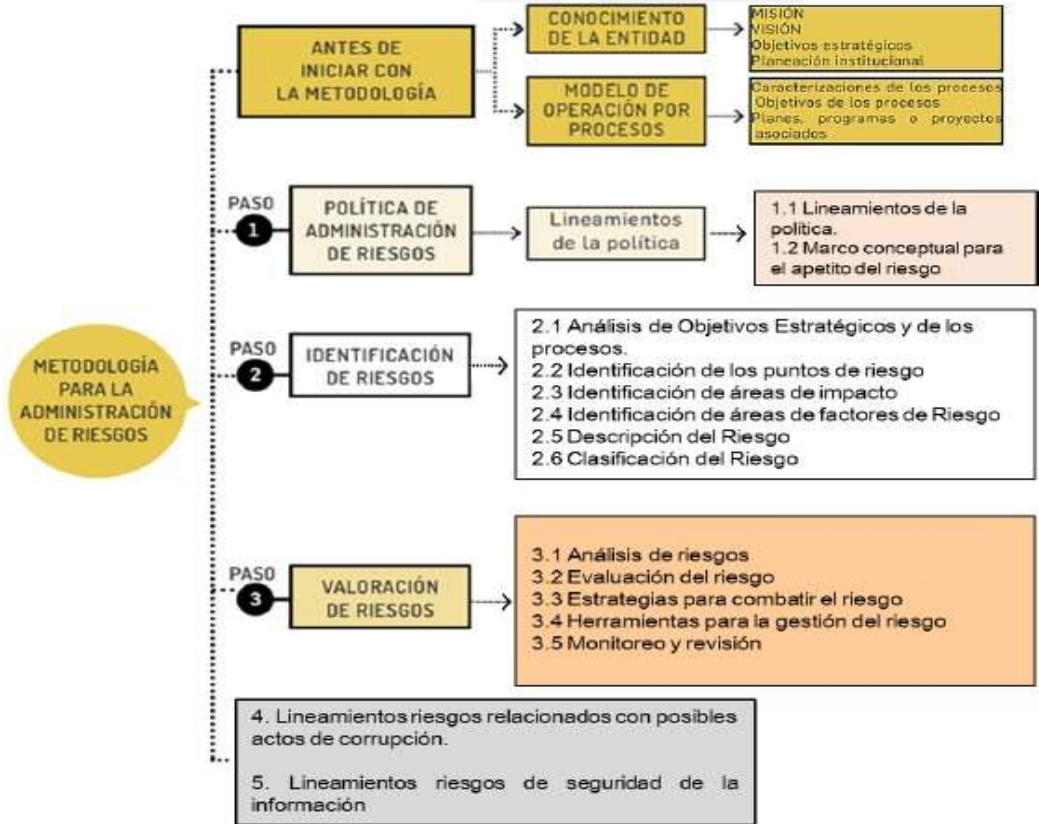 ANTES DE
INICIAR CON
LA METODOLOGÍA
CONOCIMIENTO
DE LA ENTIDAD
MISIÓN
VISIÓN
Objetivos estratégicos
Planeación institucional
MODELO DE
OPERACIÓN POR
PROCESOS
Caracterizaciones de los procesos
Objetivos de los procesos
Planes, programas o proyectos
asociados
PASO
1
POLÍTICA DE
ADMINISTRACIÓN
DE RIESGOS
Lineamientos
de la política
1.1 Lineamientos de la
política.
1.2 Marco conceptual para
el apetito del riesgo
METODOLOGÍA
PARA LA
ADMINISTRACIÓN
DE RIESGOS
PASO
2
IDENTIFICACIÓN
DE RIESGOS
2.1 Análisis de Objetivos Estratégicos y de los
procesos.
2.2 Identificación de los puntos de riesgo
2.3 Identificación de áreas de impacto
2.4 Identificación de áreas de factores de Riesgo
2.5 Descripción del Riesgo
2.6 Clasificación del Riesgo
PASO
3
VALORACIÓN
DE RIESGOS
3.1 Análisis de riesgos
3.2 Evaluación del riesgo
3.3 Estrategias para combatir el riesgo
3.4 Herramientas para la gestión del riesgo
3.5 Monitoreo y revisión
4. Lineamientos riesgos relacionados con posibles
actos de corrupción.
5. Lineamientos riesgos de seguridad de la
información